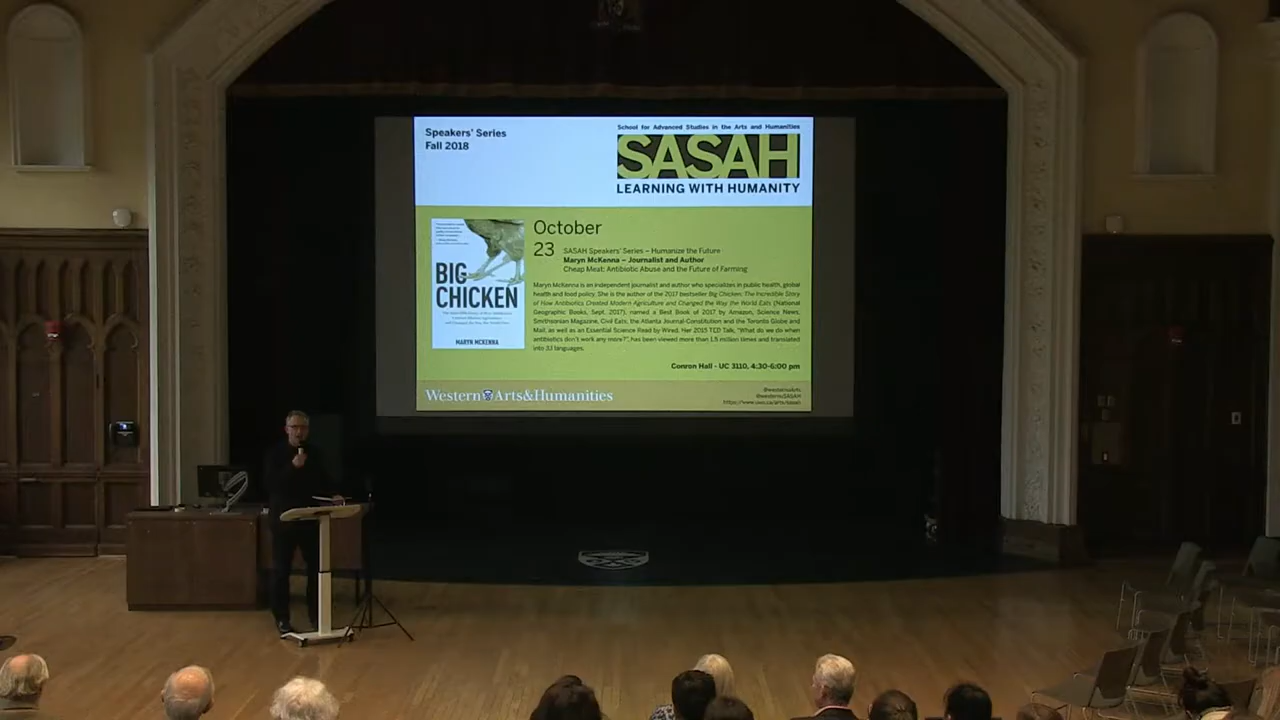 Speakers' Series
Fall 2018
School for Advanced Studies in the Arts and Humanities
SASAH
LEARNING WITH HUMANITY
October
23
SASAH Speakers' Series – Humanize the Future
Maryn McKenna – Journalist and Author
Cheap Meat: Antibiotic Abuse and the Future of Farming
BIG
CHICKEN
MARYN MCKENNA
Maryn McKenna is an independent journalist and author who specializes in public health, global
health and food policy. She is the author of the 2017 bestseller Big Chicken: The Incredible Story
of How Antibiotics Created Modern Agriculture and Changed the Way the World Eats (National
Geographic Books, Sept. 2017), named a Best Book of 2017 by Amazon, Science News,
Smithsonian Magazine, Civil Eats, the Atlanta Journal-Constitution and the Toronto Globe and
Mail, as well as an Essential Science Read by Wired. Her 2015 TED Talk, "What do we do when
antibiotics don't work any more?", has been viewed more than 1.5 million times and translated
into 33 languages.
Conron Hall - UC 3110, 4:30-6:00 pm
Western Arts&Humanities
@westernuArts
@westernuSASAH
https://www.uwo.ca/arts/sasah